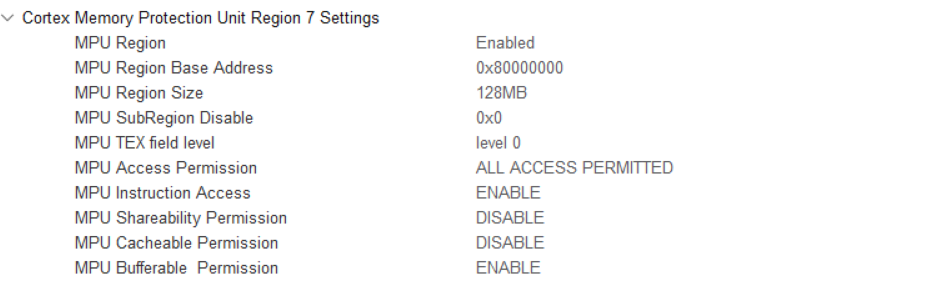 Cortex Memory Protection Unit Region 7 Settings
MPU Region Enabled
MPU Region Base Address 0x80000000
MPU Region Size 128MB
MPU SubRegion Disable 0x0
MPU TEX field level level 0
MPU Access Permission ALL ACCESS PERMITTED
MPU Instruction Access ENABLE
MPU Shareability Permission DISABLE
MPU Cacheable Permission DISABLE
MPU Bufferable  Permission ENABLE